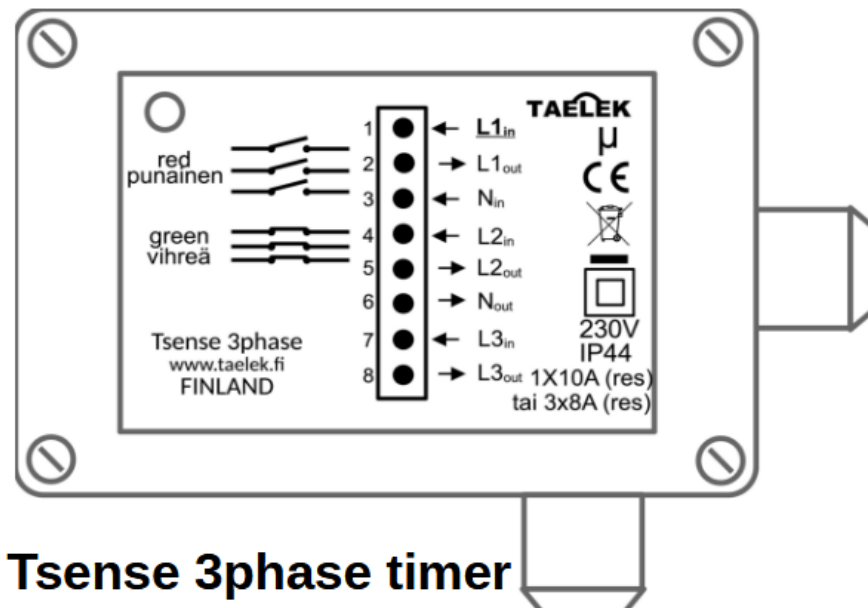 TAELEK
µ
CE
red
punainen
green
vihreä
1 L1in
2 L1out
3 Nin
4 L2in
5 L2out
6 Nout
7 L3in
8 L3out
Tsense 3phase
www.taelek.fi
FINLAND
230V
IP44
1X10A (res)
tai 3x8A (res)
Tsense 3phase timer